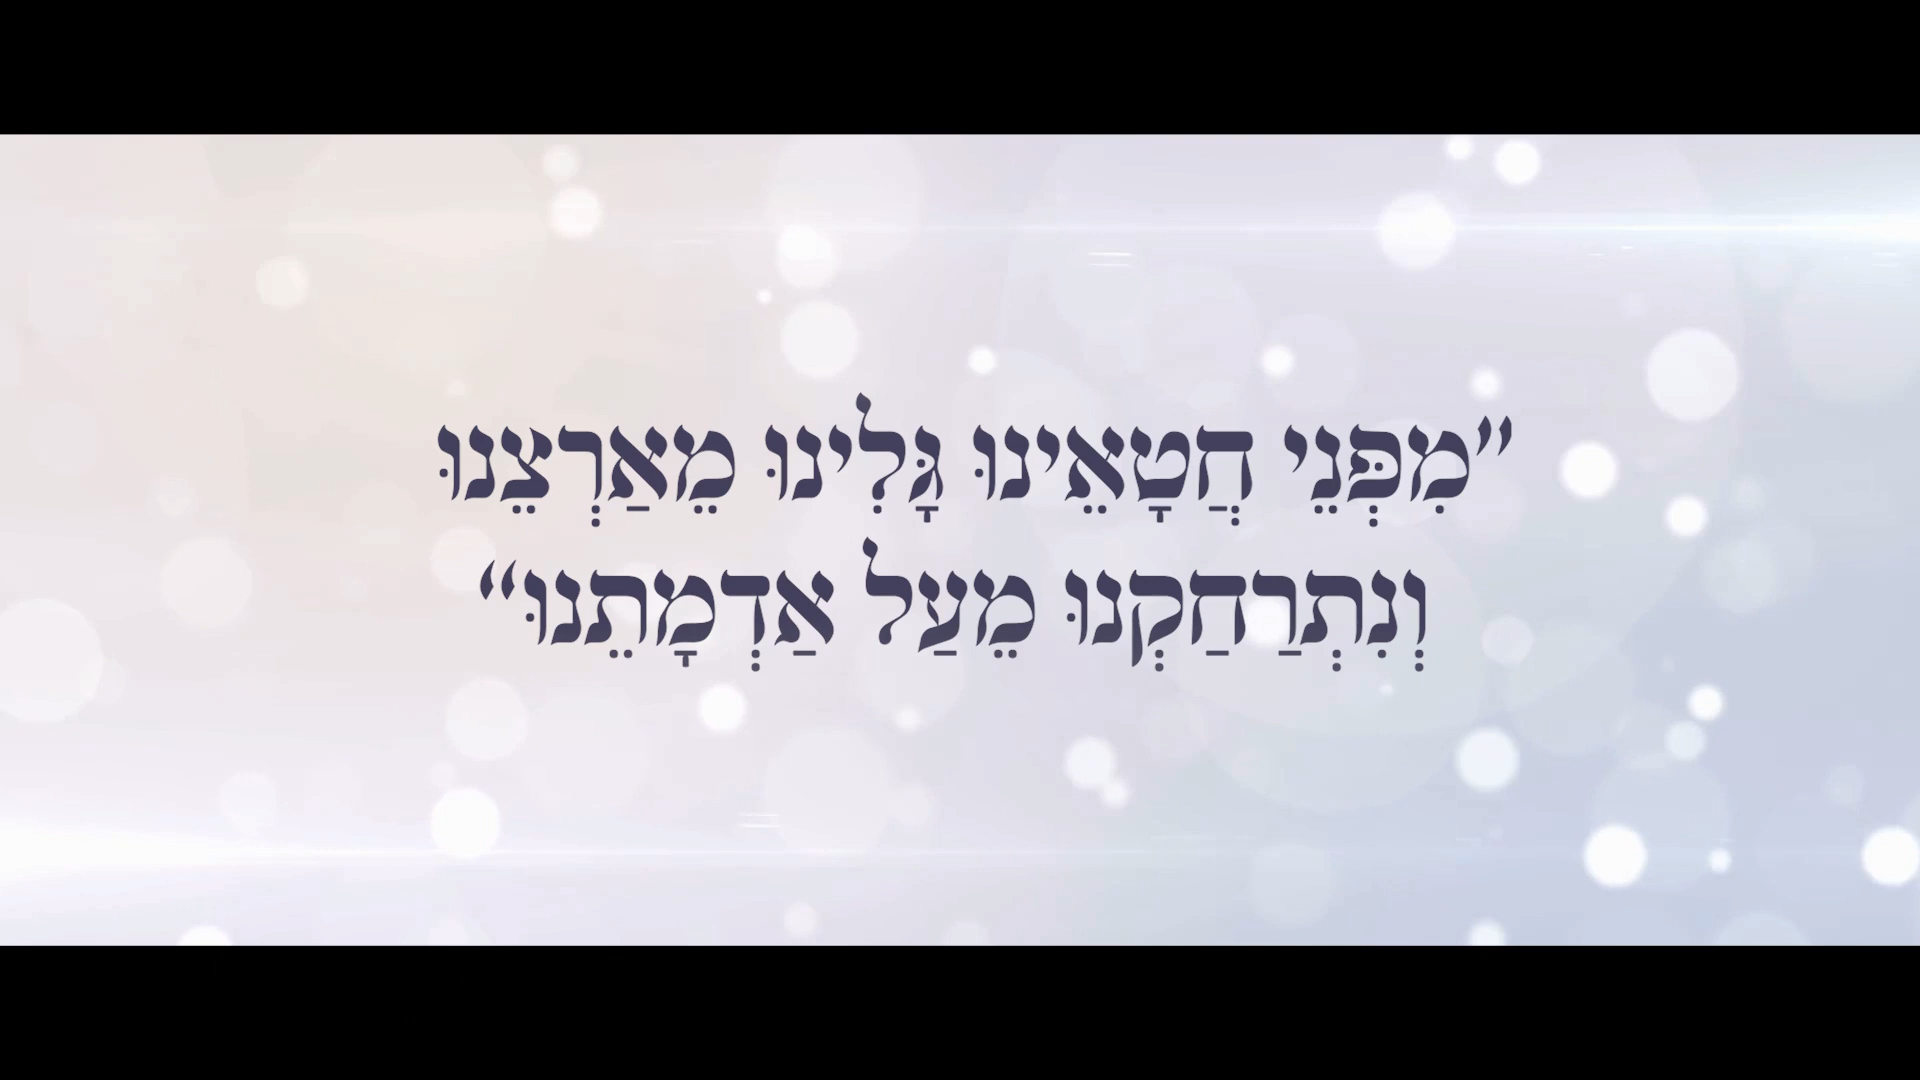 "מִפְּנֵי חֲטָאֵינוּ גָּלִינוּ מֵאַרְצֵנוּ
וְנִתְרַחַקְנוּ מֵעַל אַדְמָתֵנוּ"